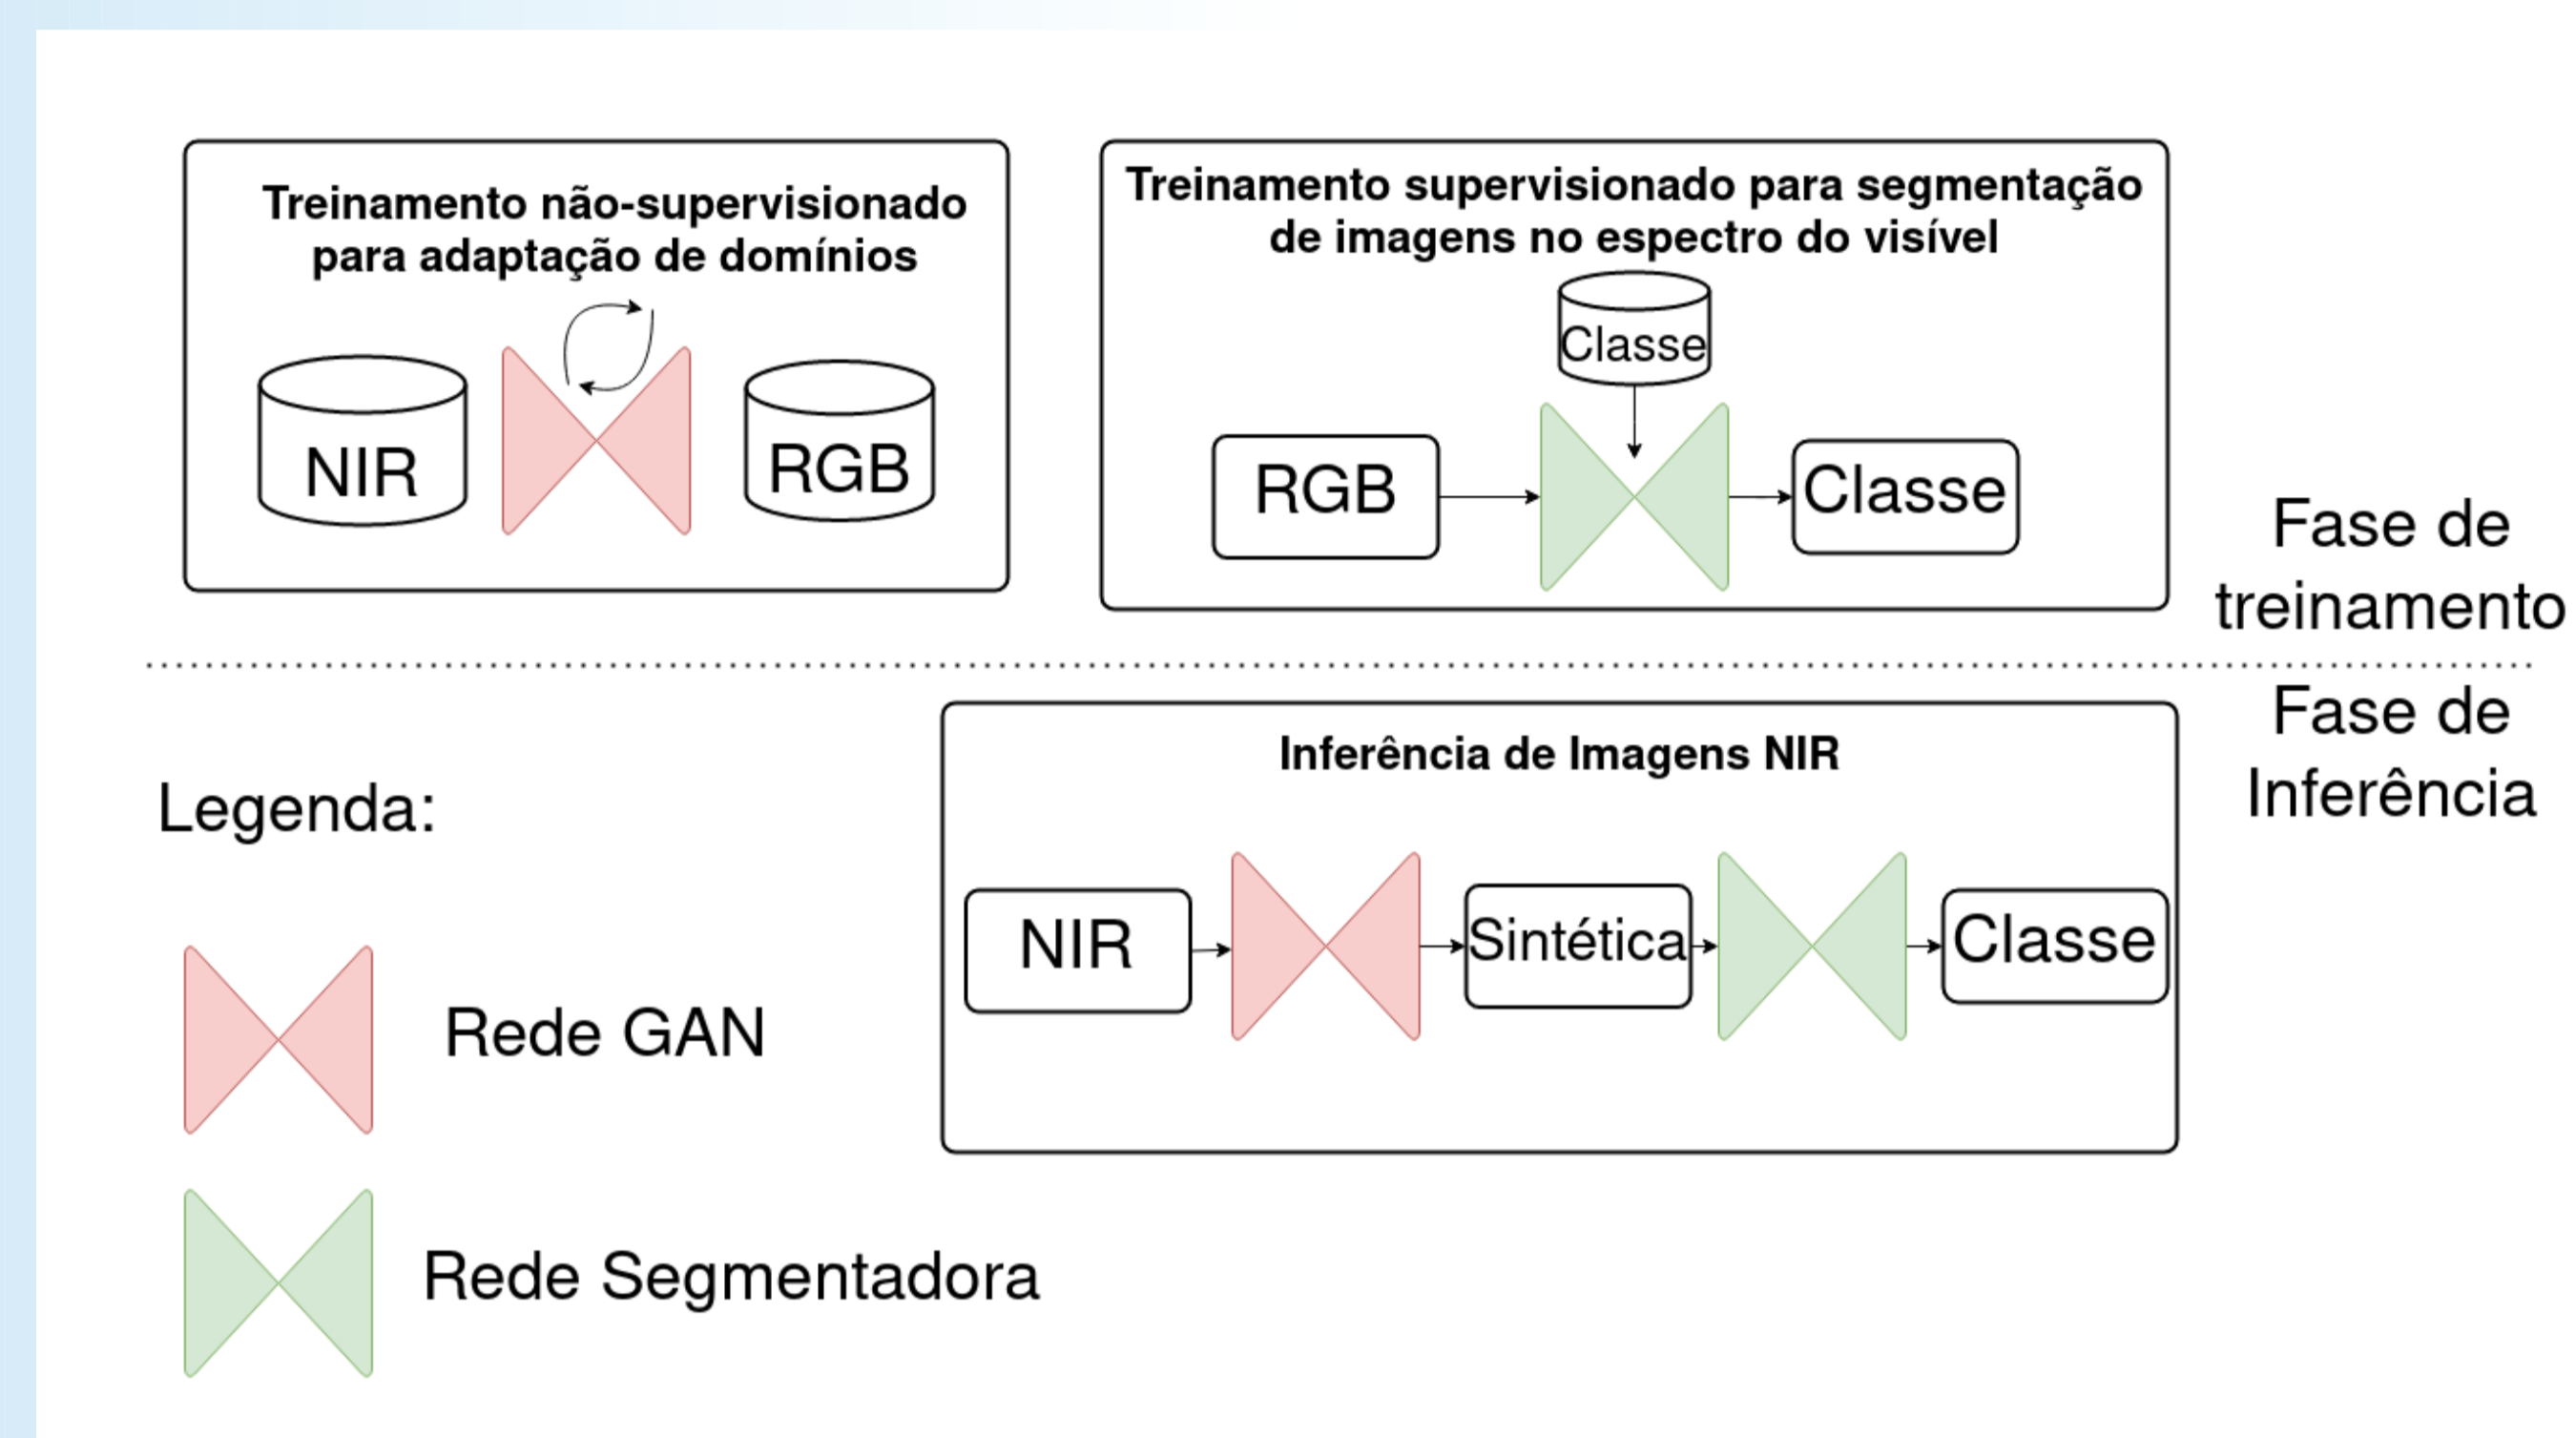 Treinamento não-supervisionado
para adaptação de domínios
NIR
RGB
Treinamento supervisionado para segmentação
de imagens no espectro do visível
Classe
RGB
Classe
Fase de
treinamento
Fase de
Inferência
Inferência de Imagens NIR
NIR
Sintética
Classe
Legenda:
Rede GAN
Rede Segmentadora